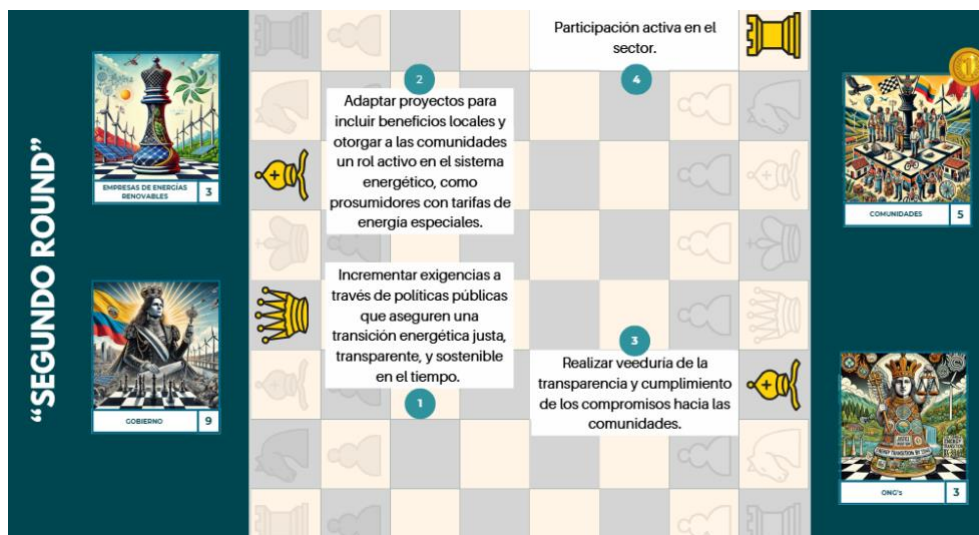 “SEGUNDO ROUND”
EMPRESAS DE ENERGÍAS
RENOVABLES
3
GOBIERNO
9
2
Adaptar proyectos para
incluir beneficios locales y
otorgar a las comunidades
un rol activo en el sistema
energético, como
prosumidores con tarifas de
energía especiales.
Incrementar exigencias a
través de políticas públicas
que aseguren una
transición energética justa,
transparente, y sostenible
en el tiempo.
1
Participación activa en el
sector.
4
3
Realizar veeduría de la
transparencia y cumplimiento
de los compromisos hacia las
comunidades.
1
COMUNIDADES
5
ONG's
3